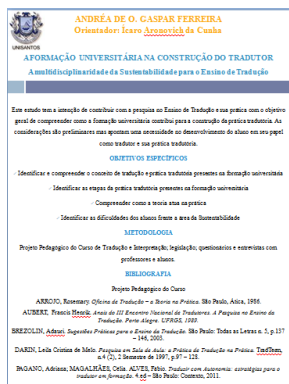 ANDRÉA DE O. GASPAR FERREIRA
Orientador: Ícaro Aronovich da Cunha
UNISANTOS
A FORMAÇÃO UNIVERSITÁRIA NA CONSTRUÇÃO DO TRADUTOR
A multidisciplinaridade da Sustentabilidade para o Ensino de Tradução
Este estudo tem a intenção de contribuir com a pesquisa no Ensino de Tradução e sua prática com o objetivo
geral de compreender como a formação universitária contribui para a construção da prática tradutória. As
considerações são preliminares mas apontam uma necessidade no desenvolvimento do aluno em seu papel
como tradutor e sua prática tradutória.
OBJETIVOS ESPECÍFICOS
Identificar e compreender o conceito de tradução e prática tradutória presentes na formação universitária
Identificar as etapas da prática tradutória presentes na formação universitária
Compreender como a teoria atua na prática
Identificar as dificuldades dos alunos frente a área da Sustentabilidade
METODOLOGIA
Projeto Pedagógico do Curso de Tradução e Interpretação; legislação; questionários e entrevistas com
professores e alunos.
BIBLIOGRAFIA
Projeto Pedagógico do Curso
ARROJO, Rosemary, Oficina de Tradução – a Teoria na Prática. São Paulo, Ática, 1986.
AUBERT, Francis Henrik. Anais do III Encontro Nacional de Tradutores. A Pesquisa no Ensino da
Tradução. Porto Alegre. UFRGS, 1989.
BREZOLIN, Adauri. Sugestões Práticas para o Ensino da Tradução. São Paulo: Todas as Letras n. 5, p.137
– 146, 2003.
DARIN, Leila Cristina de Melo. Pesquisa em Sala de Aula: a Prática da Tradução na Prática. TradTerm,
n.4 (2), 2 Semestre de 1997, p.97 – 128.
PAGANO, Adriana; MAGALHÃES, Celia. ALVES, Fabio. Traduzir com Autonomia: estratégias para o
tradutor em formação. 4.ed – São Paulo: Contexto, 2011.